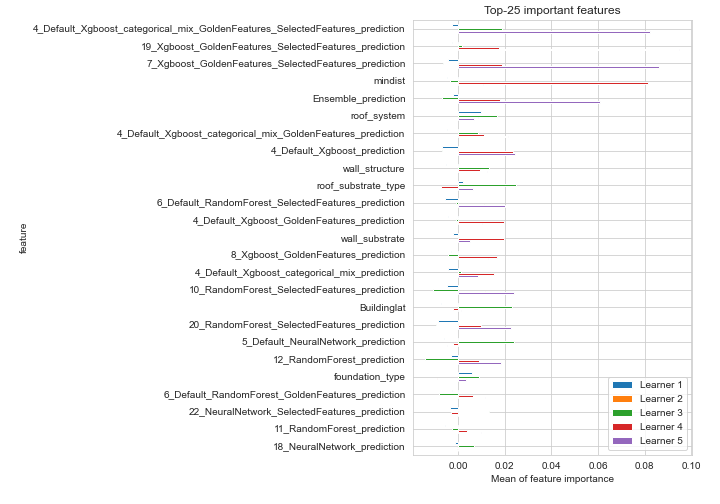 Top-25 important features
4_Default_Xgboost_categorical_mix_GoldenFeatures_SelectedFeatures_prediction
19_Xgboost_GoldenFeatures_SelectedFeatures_prediction
7_Xgboost_GoldenFeatures_SelectedFeatures_prediction
mindist
Ensemble_prediction
roof_system
4_Default_Xgboost_categorical_mix_GoldenFeatures_prediction
4_Default_Xgboost_prediction
wall_structure
roof_substrate_type
6_Default_RandomForest_SelectedFeatures_prediction
4_Default_Xgboost_GoldenFeatures_prediction
wall_substrate
8_Xgboost_GoldenFeatures_prediction
4_Default_Xgboost_categorical_mix_prediction
10_RandomForest_SelectedFeatures_prediction
Buildinglat
20_RandomForest_SelectedFeatures_prediction
5_Default_NeuralNetwork_prediction
12_RandomForest_prediction
foundation_type
6_Default_RandomForest_GoldenFeatures_prediction
22_NeuralNetwork_SelectedFeatures_prediction
11_RandomForest_prediction
18_NeuralNetwork_prediction
feature
Learner 1
Learner 2
Learner 3
Learner 4
Learner 5
0.00 0.02 0.04 0.06 0.08 0.10
Mean of feature importance